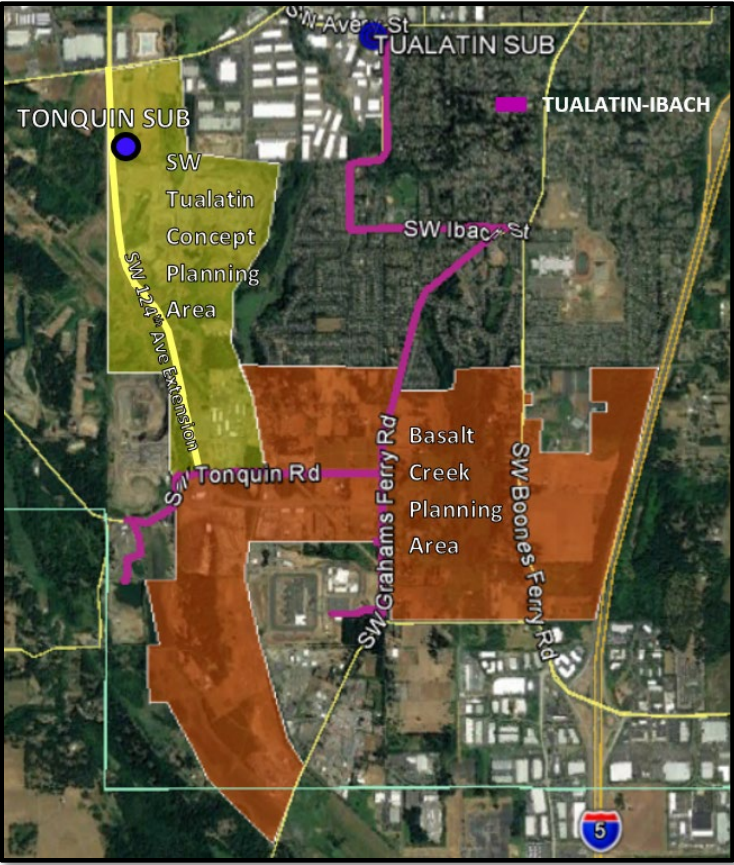 SW Avery St
TUALATIN SUB
TUALATIN-IBACH
TONQUIN SUB
SW
Tualatin
Concept
Planning
Area
SW Ibach St
SW 124th Ave Extension
SW Tonquin Rd
SW Grahams Ferry Rd
Basalt
Creek
Planning
Area
SW Boones Ferry Rd
5